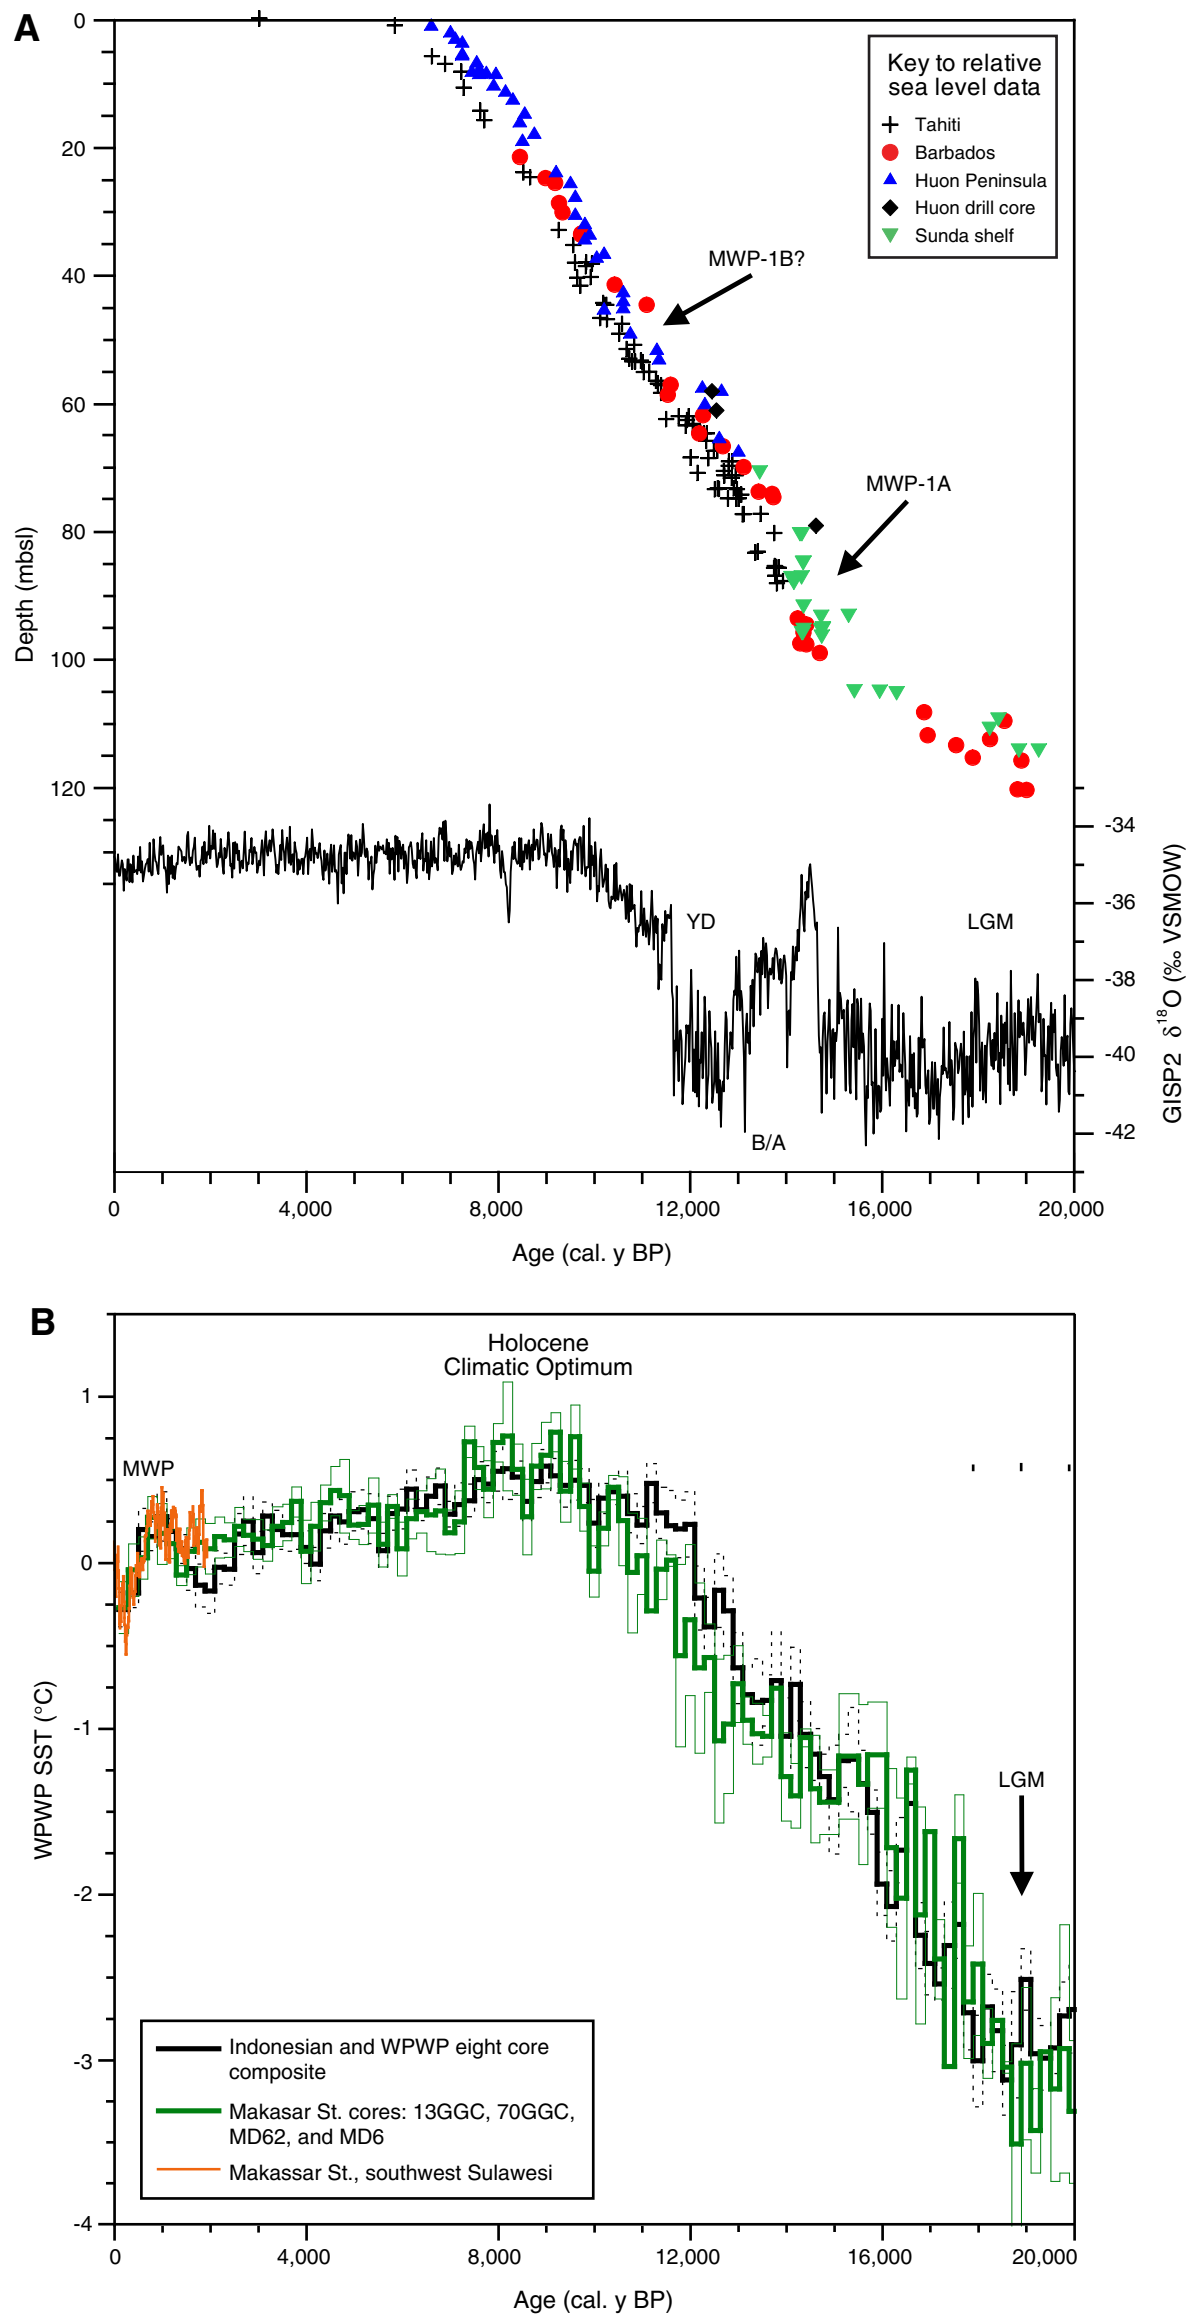 A
0
20
40
60
80
100
120
Depth (mbsl)
Key to relative
sea level data
Tahiti
Barbados
Huon Peninsula
Huon drill core
Sunda shelf
MWP-1B?
MWP-1A
YD
LGM
B/A
-34
-36
-38
-40
-42
GISP2 δ18O (‰ VSMOW)
0 4,000 8,000 12,000 16,000 20,000
Age (cal. y BP)
B
Holocene
Climatic Optimum
MWP
LGM
1
0
-1
-2
-3
-4
WPWP SST (°C)
Indonesian and WPWP eight core
composite
Makasar St. cores: 13GGC, 70GGC,
MD62, and MD6
Makassar St., southwest Sulawesi
0 4,000 8,000 12,000 16,000 20,000
Age (cal. y BP)